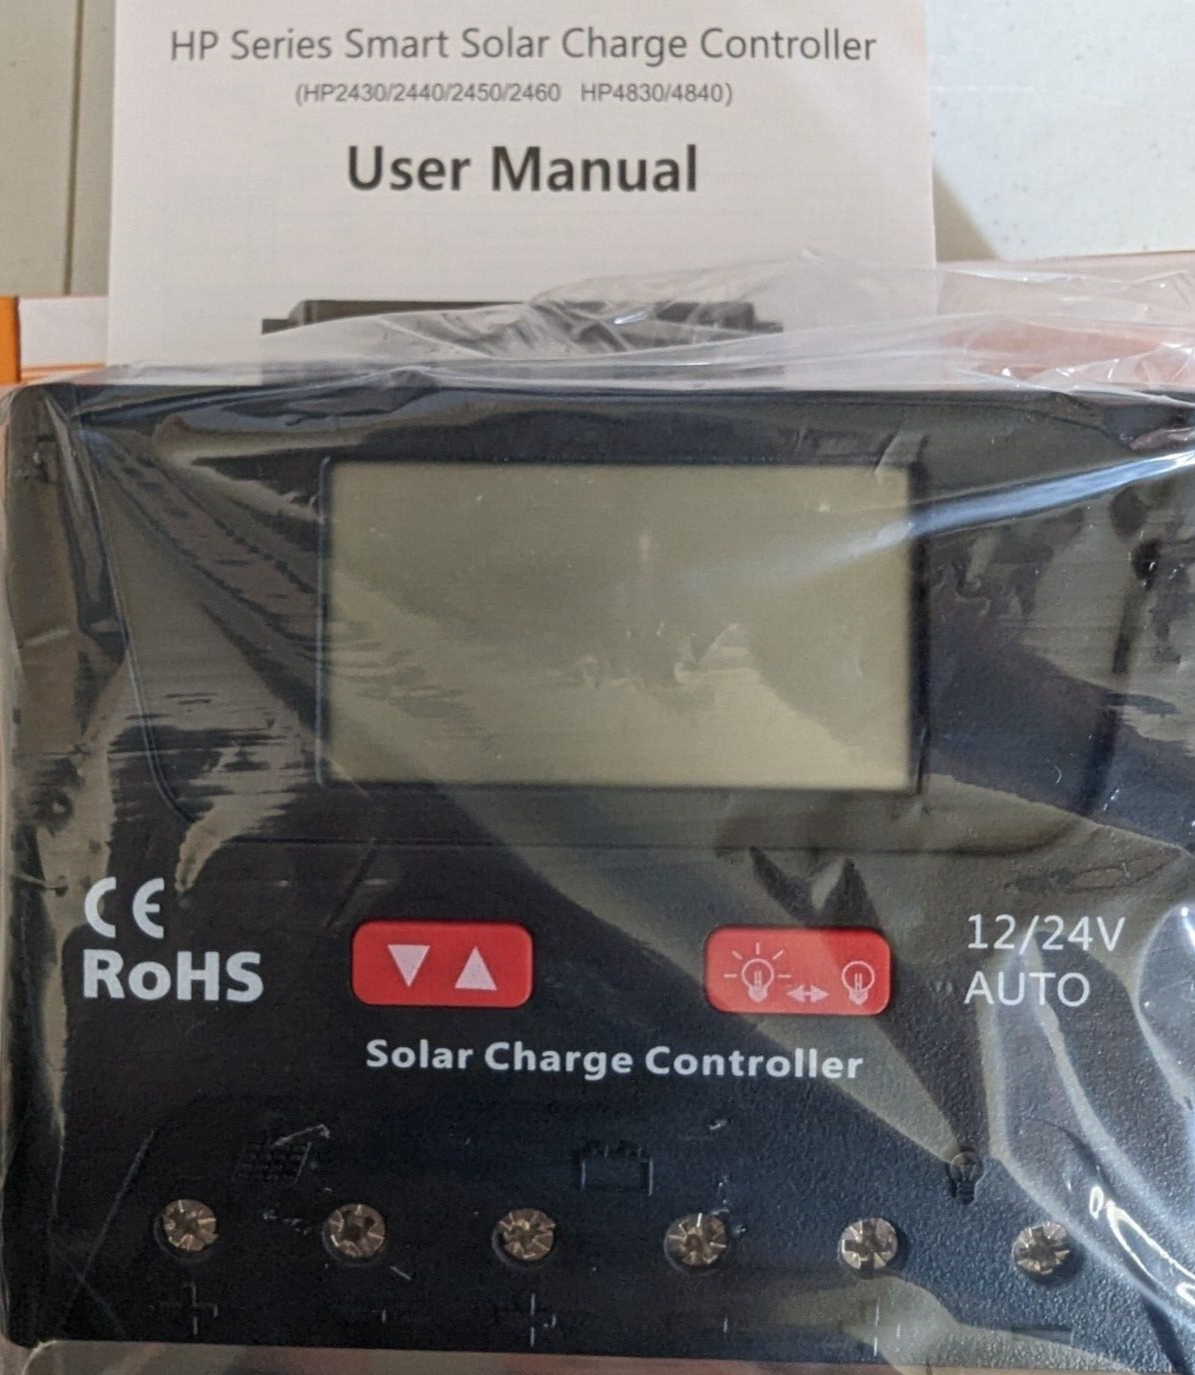 HP Series Smart Solar Charge Controller
(HP2430/2440/2450/2460 HP4830/4840)
User Manual
CE
RoHS
12/24V
AUTO
Solar Charge Controller
+ - + - + -